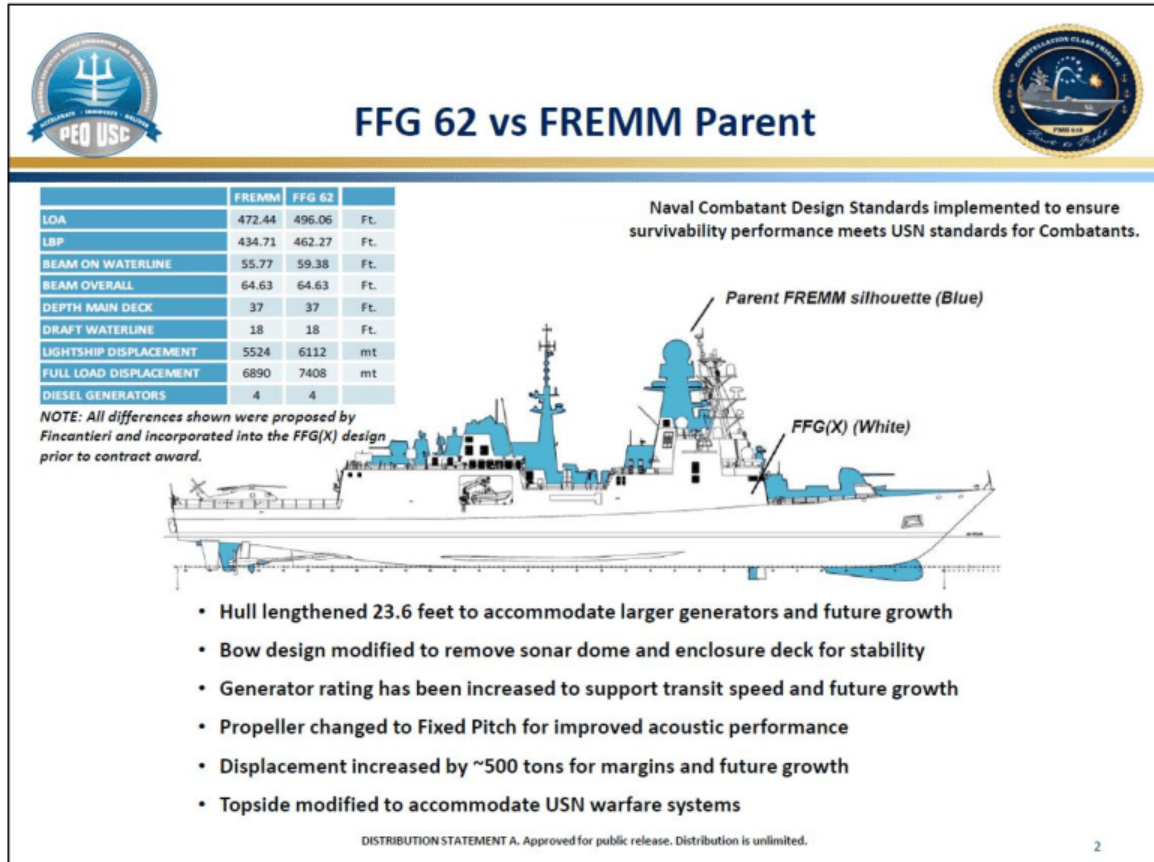 PEO USC
ACCELERATE • INNOVATE • DELIVER
CONSTELLATION CLASS FRIGATE
FFG 62 vs FREMM Parent
FREMM FFG 62
LOA 472.44 496.06 Ft.
LBP 434.71 462.27 Ft.
BEAM ON WATERLINE 55.77 59.38 Ft.
BEAM OVERALL 64.63 64.63 Ft.
DEPTH MAIN DECK 37 37 Ft.
DRAFT WATERLINE 18 18 Ft.
LIGHTSHIP DISPLACEMENT 5524 6112 mt
FULL LOAD DISPLACEMENT 6890 7408 mt
DIESEL GENERATORS 4 4
NOTE: All differences shown were proposed by
Fincantieri and incorporated into the FFG(X) design
prior to contract award.
Naval Combatant Design Standards implemented to ensure
survivability performance meets USN standards for Combatants.
Parent FREMM silhouette (Blue)
FFG(X) (White)
• Hull lengthened 23.6 feet to accommodate larger generators and future growth
• Bow design modified to remove sonar dome and enclosure deck for stability
• Generator rating has been increased to support transit speed and future growth
• Propeller changed to Fixed Pitch for improved acoustic performance
• Displacement increased by ~500 tons for margins and future growth
• Topside modified to accommodate USN warfare systems
DISTRIBUTION STATEMENT A. Approved for public release. Distribution is unlimited.
2